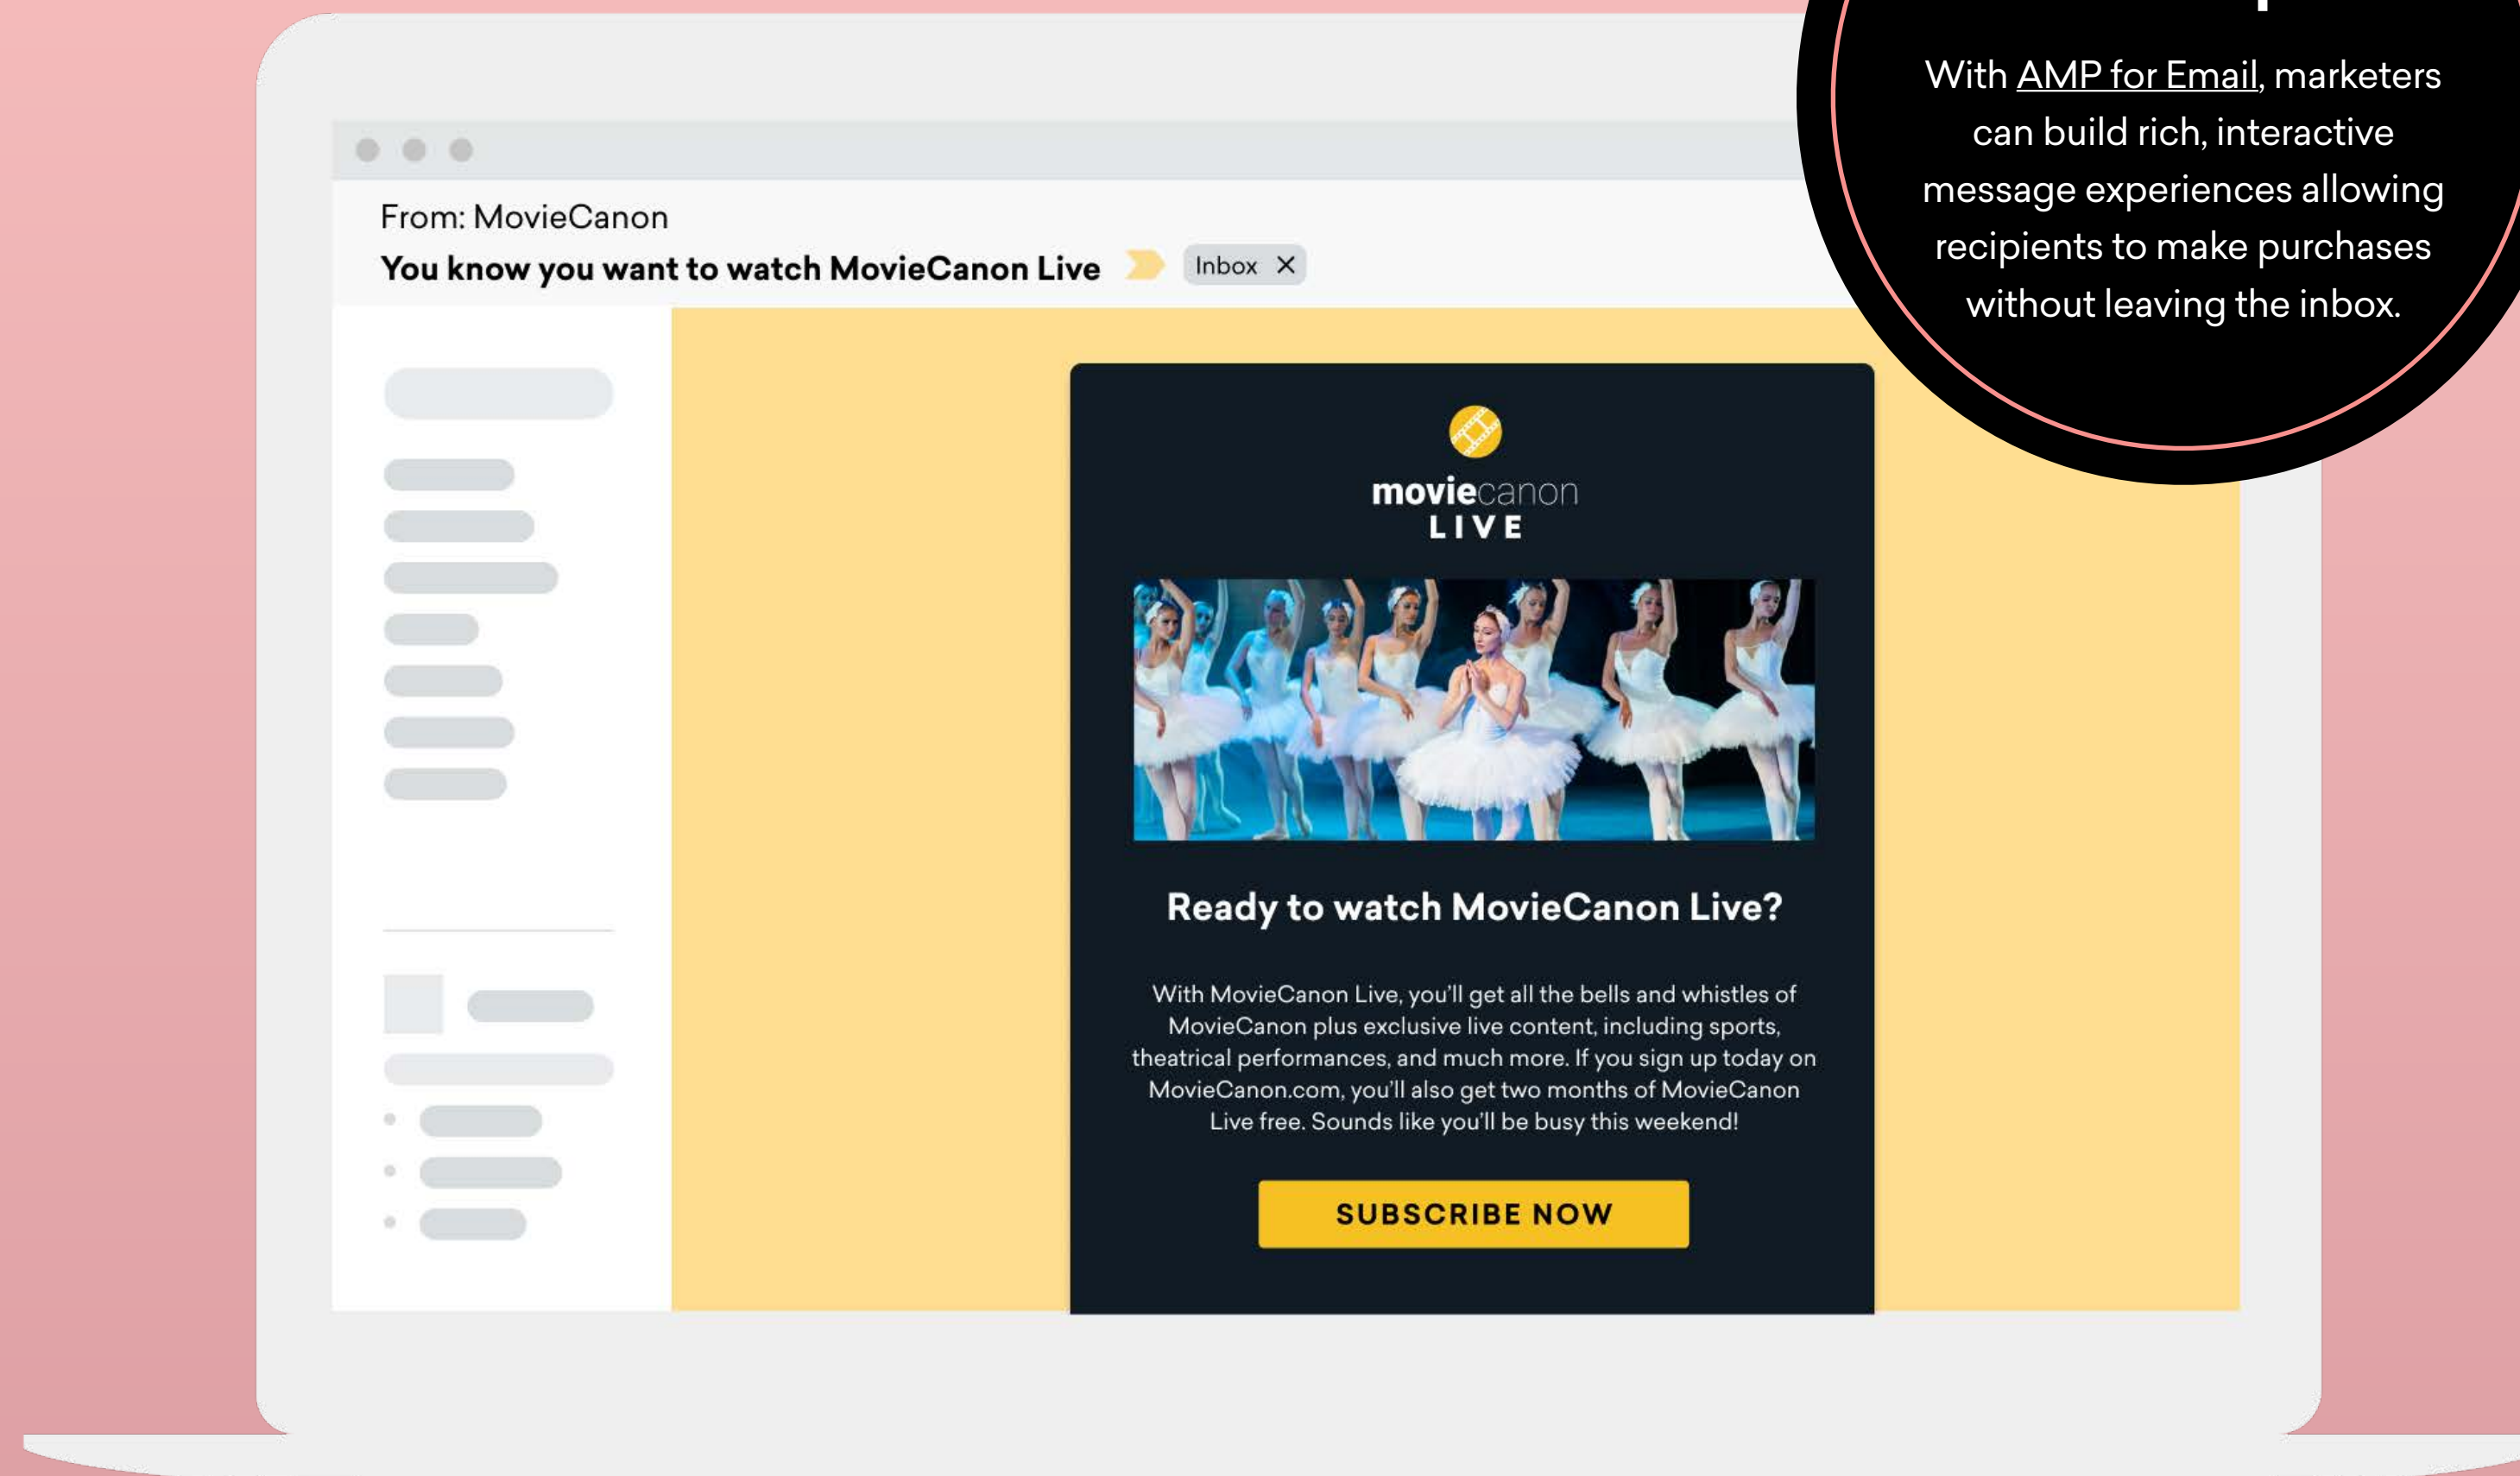 With AMP for Email, marketers
can build rich, interactive
message experiences allowing
recipients to make purchases
without leaving the inbox.
From: MovieCanon
You know you want to watch MovieCanon Live Inbox X
moviecanon
LIVE
Ready to watch MovieCanon Live?
With MovieCanon Live, you'll get all the bells and whistles of
MovieCanon plus exclusive live content, including sports,
theatrical performances, and much more. If you sign up today on
MovieCanon.com, you'll also get two months of MovieCanon
Live free. Sounds like you'll be busy this weekend!
SUBSCRIBE NOW